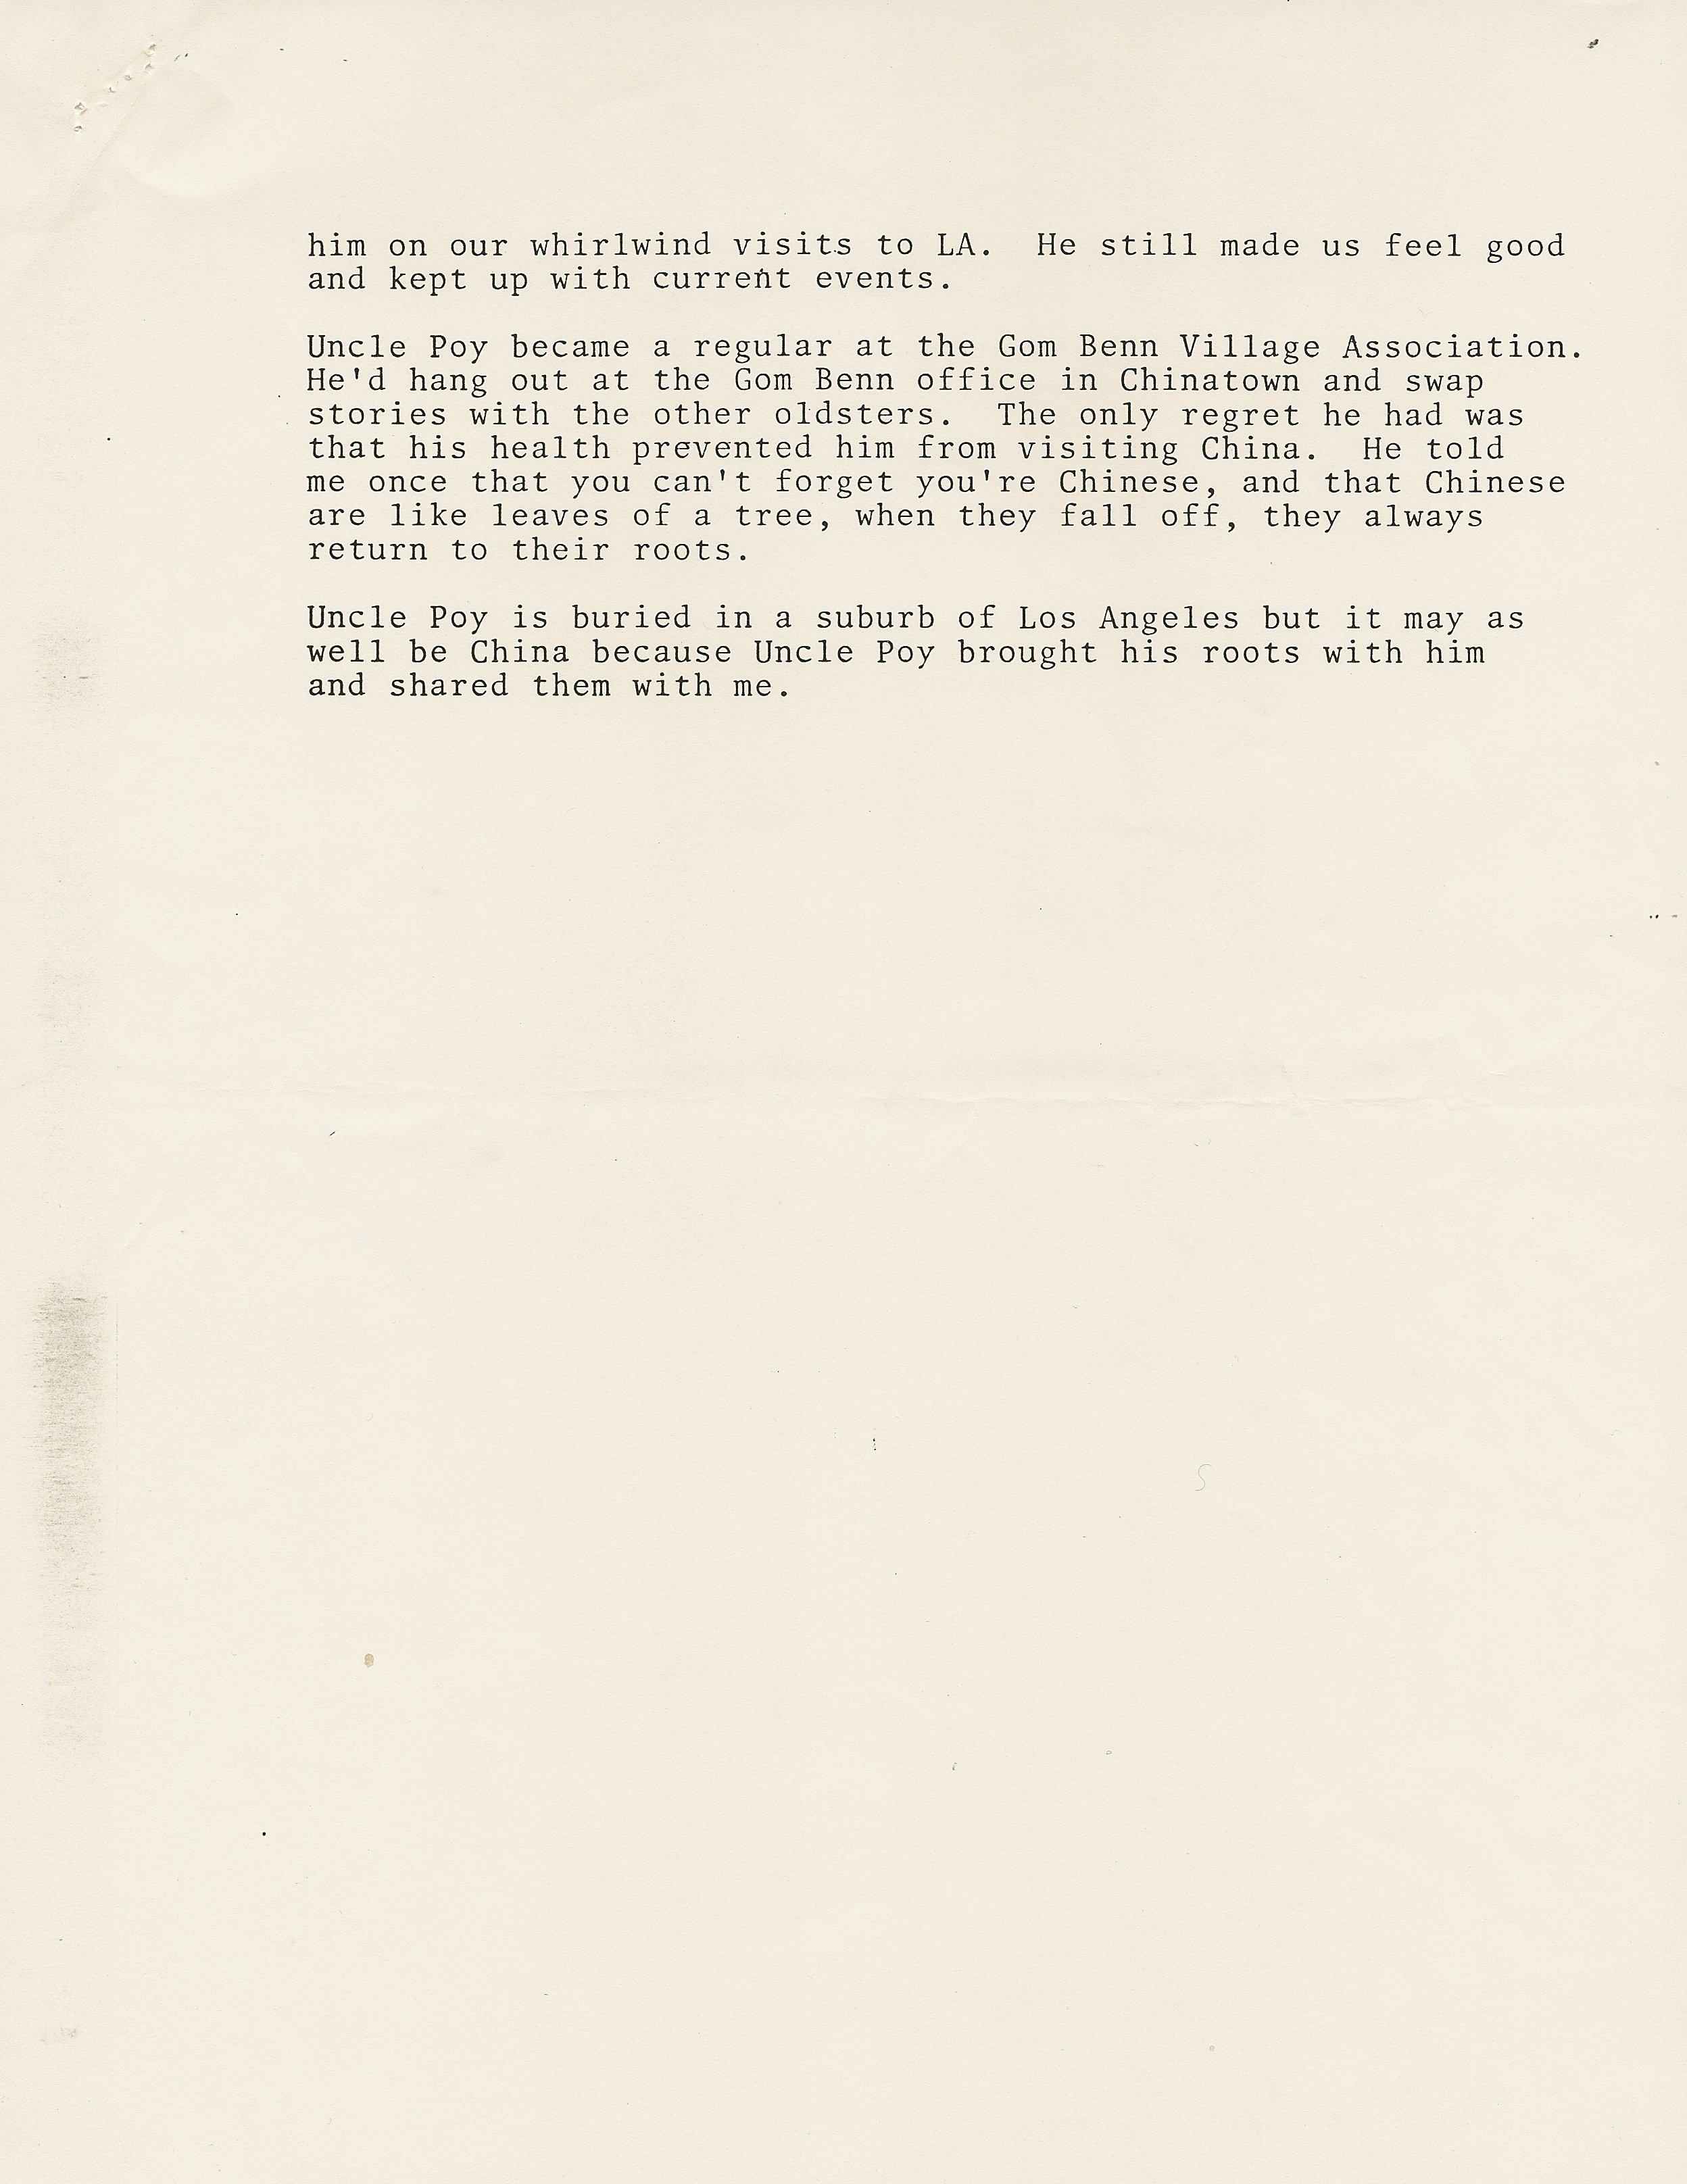 him on our whirlwind visits to LA.  He still made us feel good
and kept up with current events.
Uncle Poy became a regular at the Gom Benn Village Association.
He'd hang out at the Gom Benn office in Chinatown and swap
stories with the other oldsters.  The only regret he had was
that his health prevented him from visiting China.  He told
me once that you can't forget you're Chinese, and that Chinese
are like leaves of a tree, when they fall off, they always
return to their roots.
Uncle Poy is buried in a suburb of Los Angeles but it may as
well be China because Uncle Poy brought his roots with him
and shared them with me.